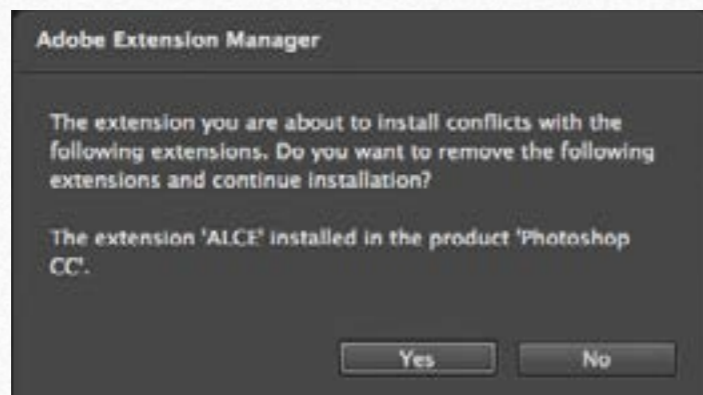 Adobe Extension Manager
The extension you are about to install conflicts with the
following extensions. Do you want to remove the following
extensions and continue installation?
The extension 'ALCE' installed in the product 'Photoshop
CC'.
Yes
No